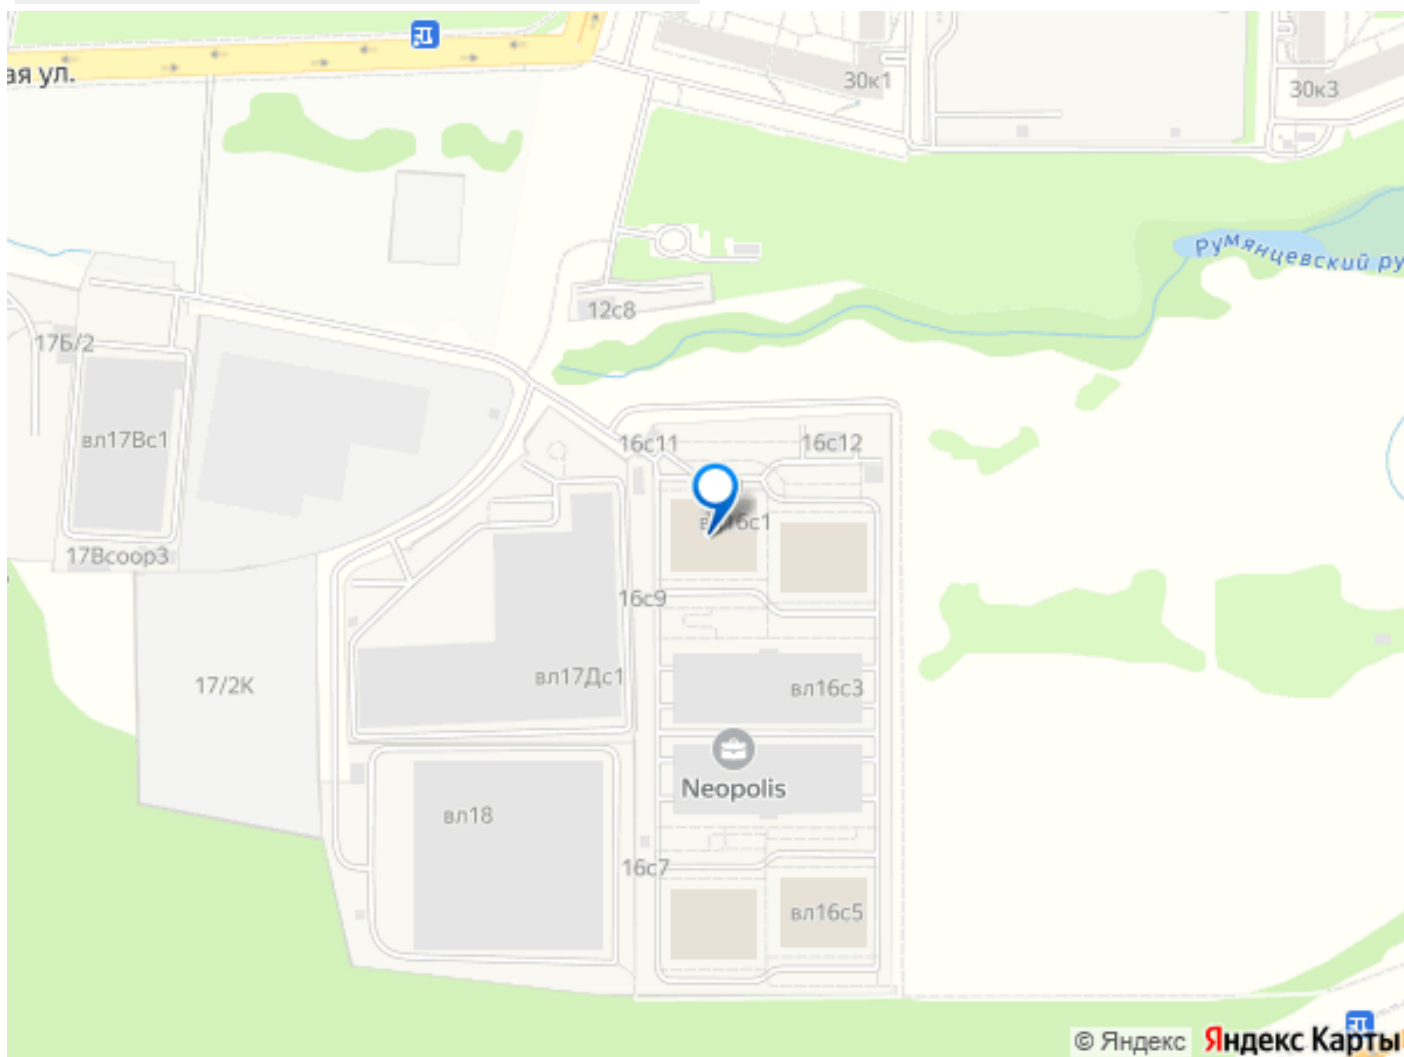 ая ул.
30к1
30к3
Румянцевский ру
12с8
17Б/2
вл17Вс1
16с11
16с12
вл16с1
17Всоор3
16с9
17/2К
вл17Дс1
вл16с3
Neopolis
вл18
16с7
вл16с5
© Яндекс Яндекс Карты